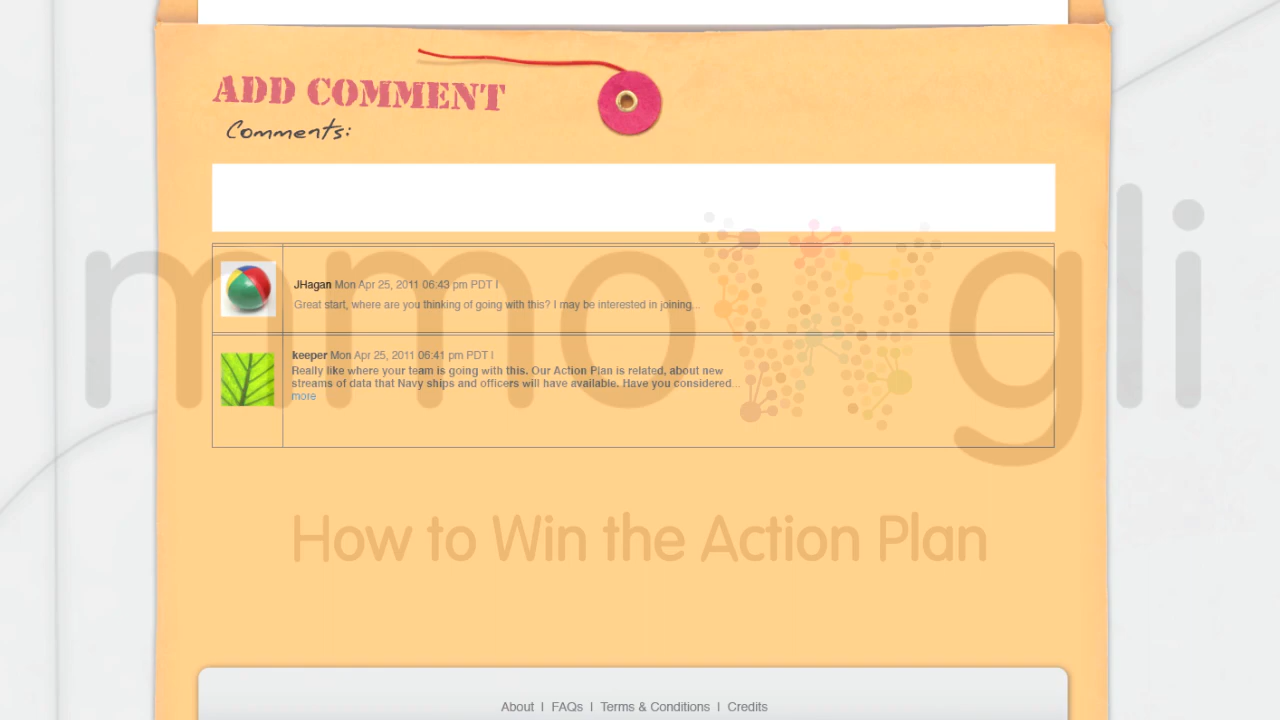 ADD COMMENT
Comments:
JHagan Mon Apr 25, 2011 06:43 pm PDT |
Great start, where are you thinking of going with this? I may be interested in joining...
keeper Mon Apr 25, 2011 06:41 pm PDT |
Really like where your team is going with this. Our Action Plan is related, about new
streams of data that Navy ships and officers will have available. Have you considered...
more
mmowgli
How to Win the Action Plan
About | FAQs | Terms & Conditions | Credits